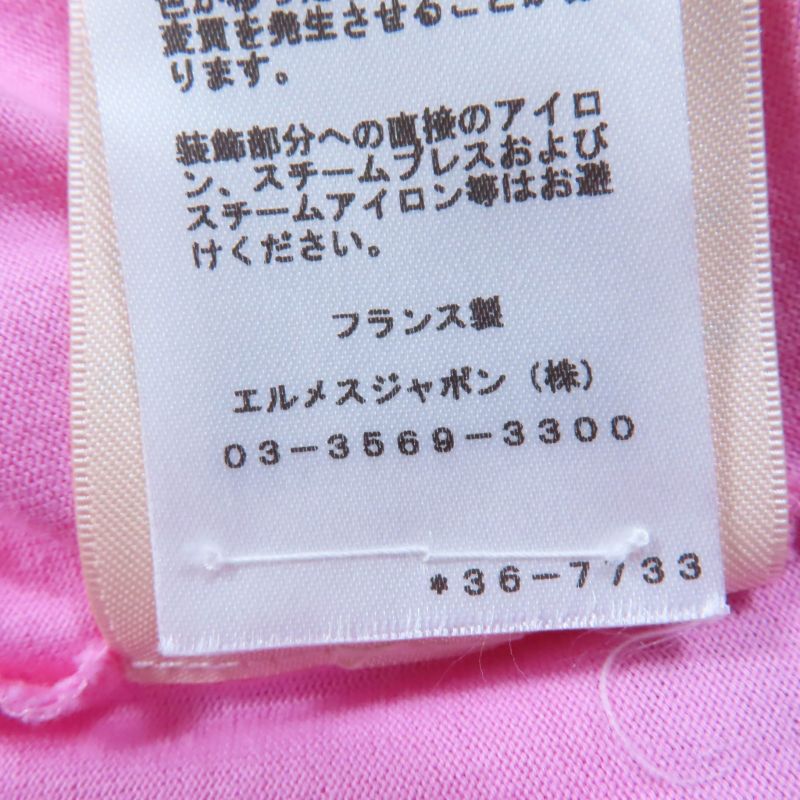 変質を発生させることが
ります。
装飾部分への直接のアイロ
ン、スチームプレスおよび
スチームアイロン等はお避
けください。
フランス製
エルメスジャポン（株）
03-3569-3300
*36-7733